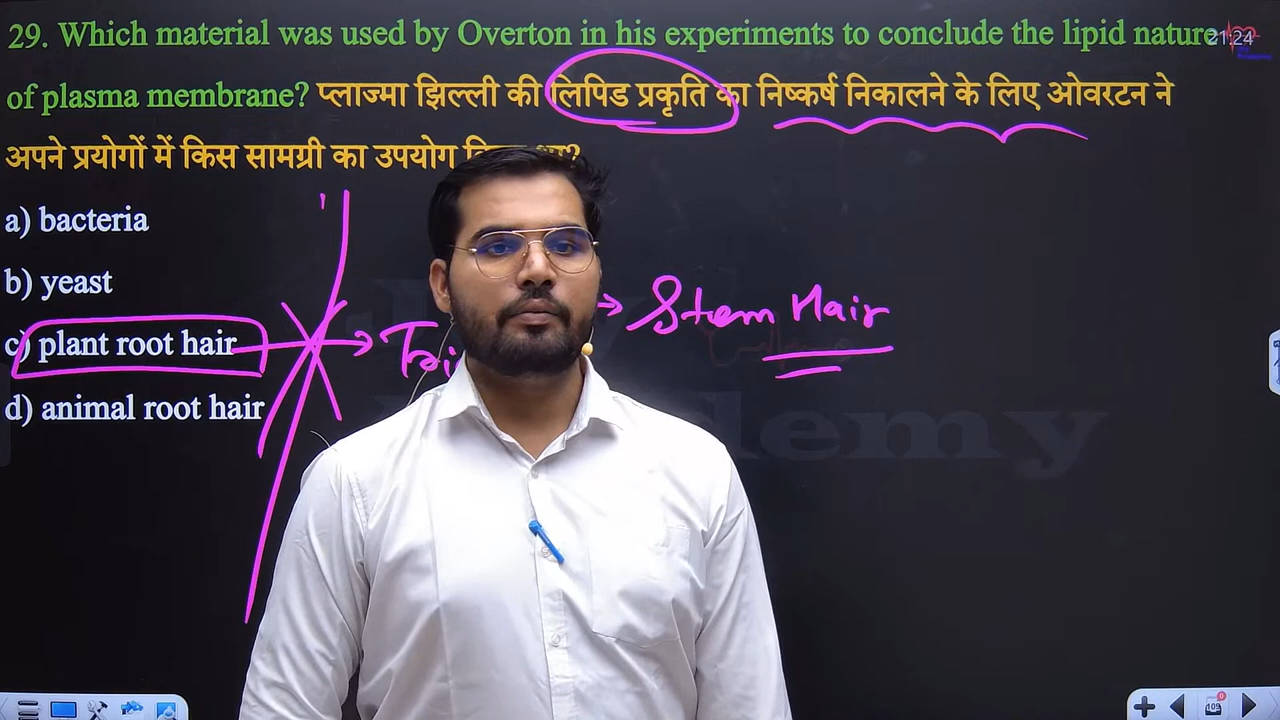 29. Which material was used by Overton in his experiments to conclude the lipid nature
21:24
of plasma membrane? प्लाज्मा झिल्ली की लिपिड प्रकृति का निष्कर्ष निकालने के लिए ओवरटन ने
अपने प्रयोगों में किस सामग्री का उपयोग
a) bacteria
b) yeast
→ Stem Hair
c) plant root hair
d) animal root hair
demy
109